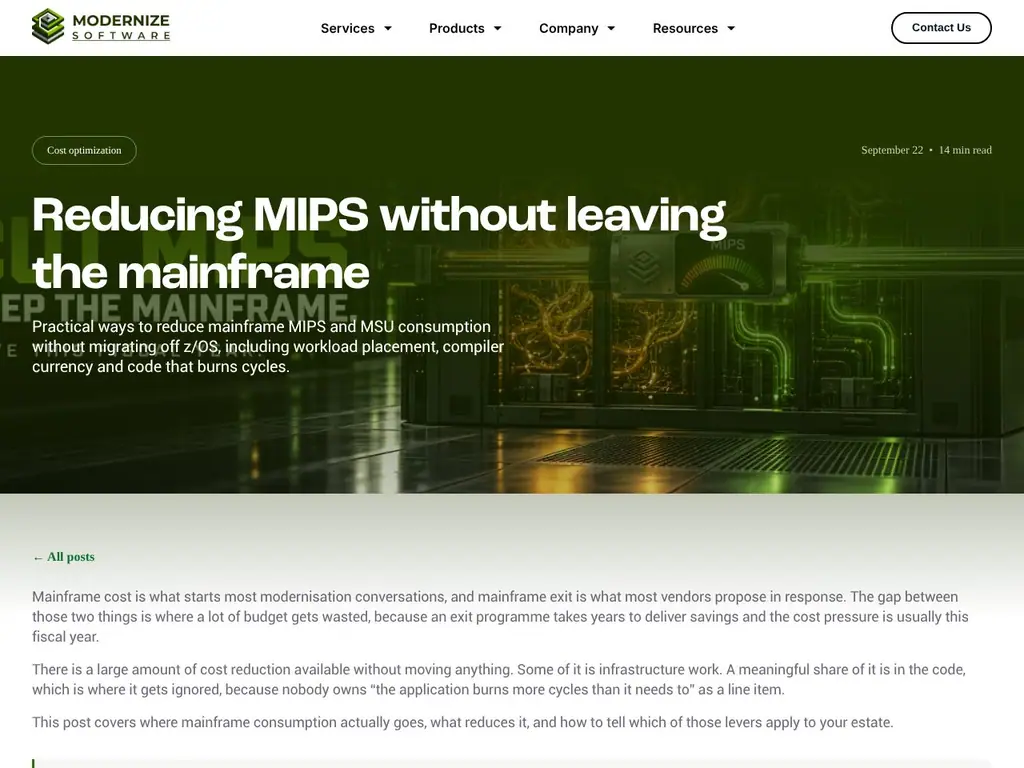 MODERNIZE
SOFTWARE
Services
Products
Company
Resources
Contact Us
Cost optimization
September 22 • 14 min read
Reducing MIPS without leaving
the mainframe
MIPS
EP THE MAINFRAME.
Practical ways to reduce mainframe MIPS and MSU consumption
without migrating off z/OS, including workload placement, compiler
currency and code that burns cycles.
← All posts
Mainframe cost is what starts most modernisation conversations, and mainframe exit is what most vendors propose in response. The gap between
those two things is where a lot of budget gets wasted, because an exit programme takes years to deliver savings and the cost pressure is usually this
fiscal year.
There is a large amount of cost reduction available without moving anything. Some of it is infrastructure work. A meaningful share of it is in the code,
which is where it gets ignored, because nobody owns “the application burns more cycles than it needs to” as a line item.
This post covers where mainframe consumption actually goes, what reduces it, and how to tell which of those levers apply to your estate.